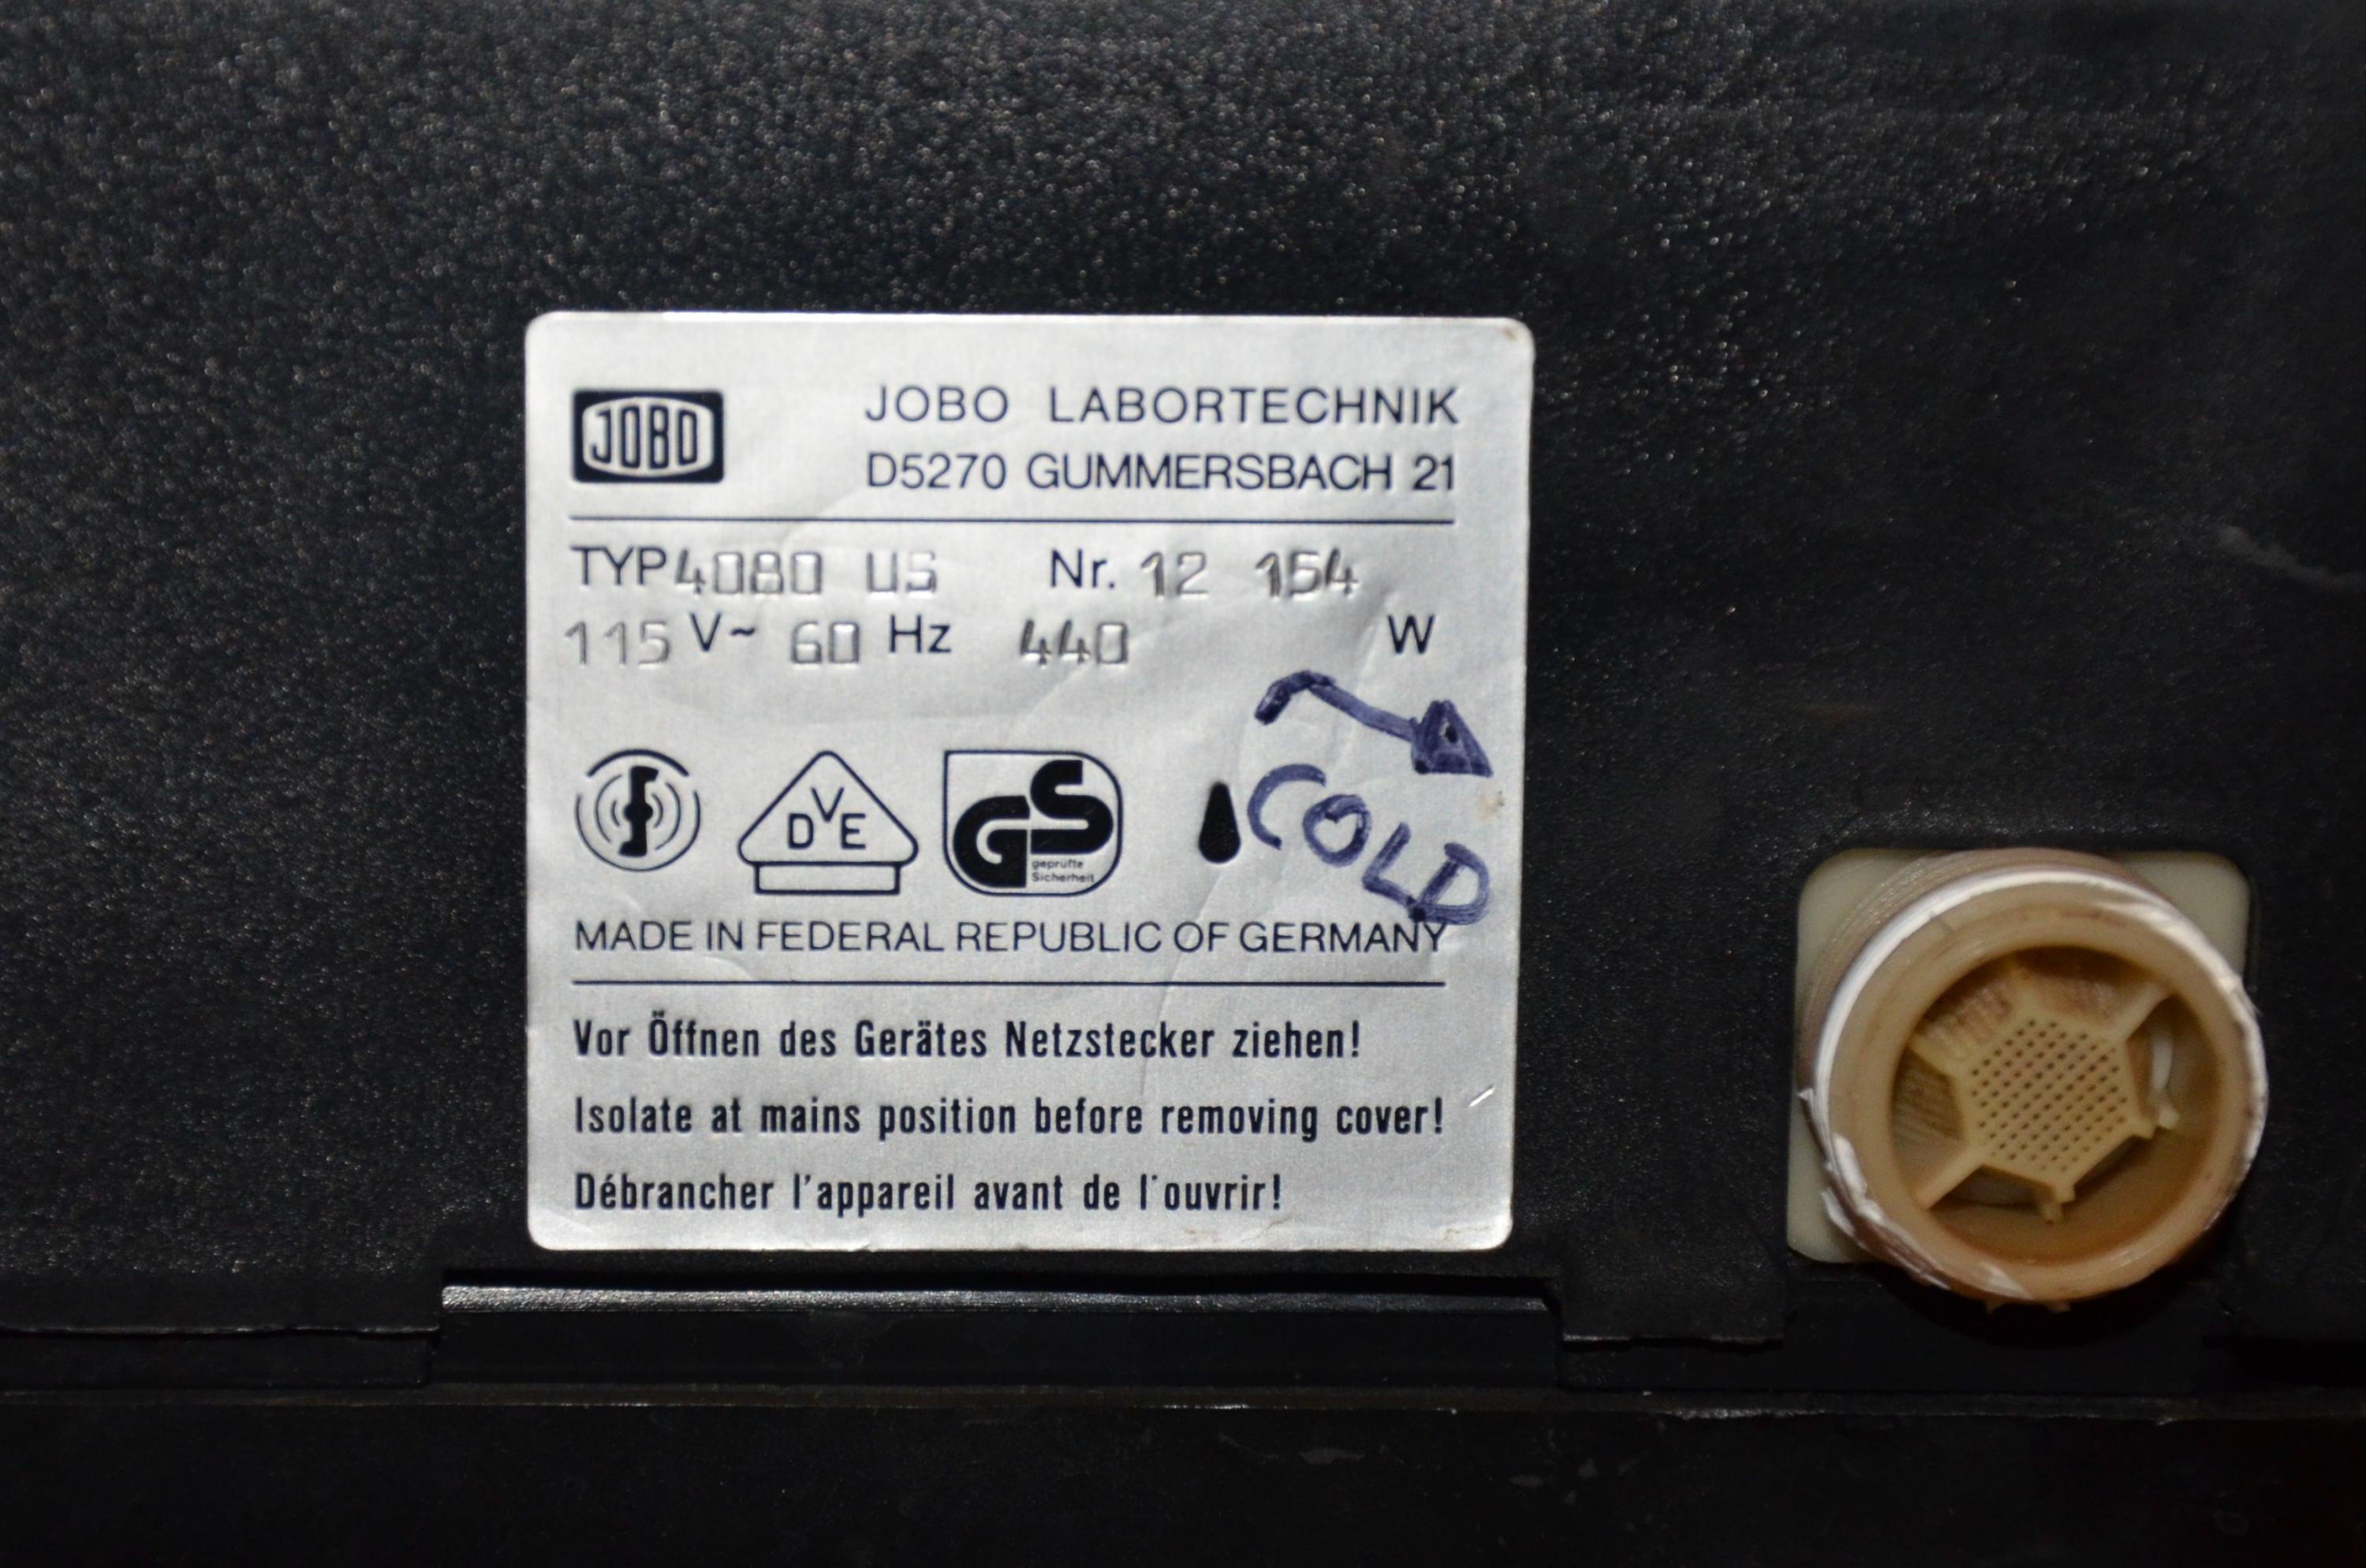 JOBO
JOBO LABORTECHNIK
D5270 GUMMERSBACH 21
TYP 4080 US Nr. 12 154
115 V~ 60 Hz 440 W
DVE
GS
geprüfte
Sicherheit
COLD
MADE IN FEDERAL REPUBLIC OF GERMANY
Vor Öffnen des Gerätes Netzstecker ziehen!
Isolate at mains position before removing cover!
Débrancher l'appareil avant de l'ouvrir!